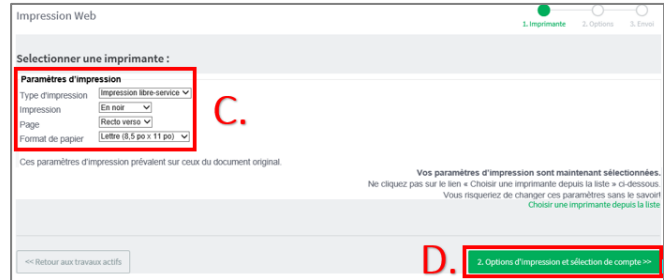 Impression Web
1. Imprimante 2. Options 3. Envoi
Selectionner une imprimante :
Paramètres d'impression
Type d'impression Impression libre-service
Impression En noir
Page Recto verso
Format de papier Lettre (8,5 po x 11 po)
C.
Ces paramètres d'impression prévalent sur ceux du document original.
Vos paramètres d'impression sont maintenant sélectionnées.
Ne cliquez pas sur le lien « Choisir une imprimante depuis la liste » ci-dessous.
Vous risqueriez de changer ces paramètres sans le savoir!
Choisir une imprimante depuis la liste
<< Retour aux travaux actifs
D.
2. Options d'impression et sélection de compte >>